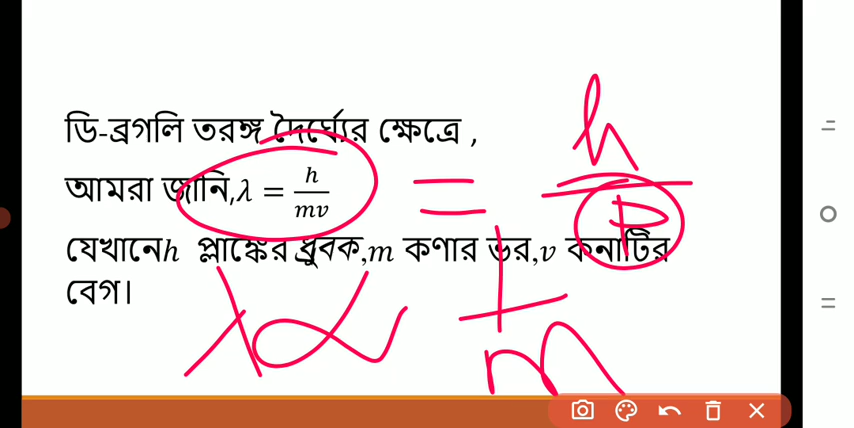 ডি-ব্রগলি তরঙ্গ দৈর্ঘ্যের ক্ষেত্রে ,
আমরা জানি,λ = h/mv = h/P
যেখানেh প্লাঙ্কের ধ্রুবক,m কণার ভর,v কনাটির
বেগ।
λ ∝ 1/m